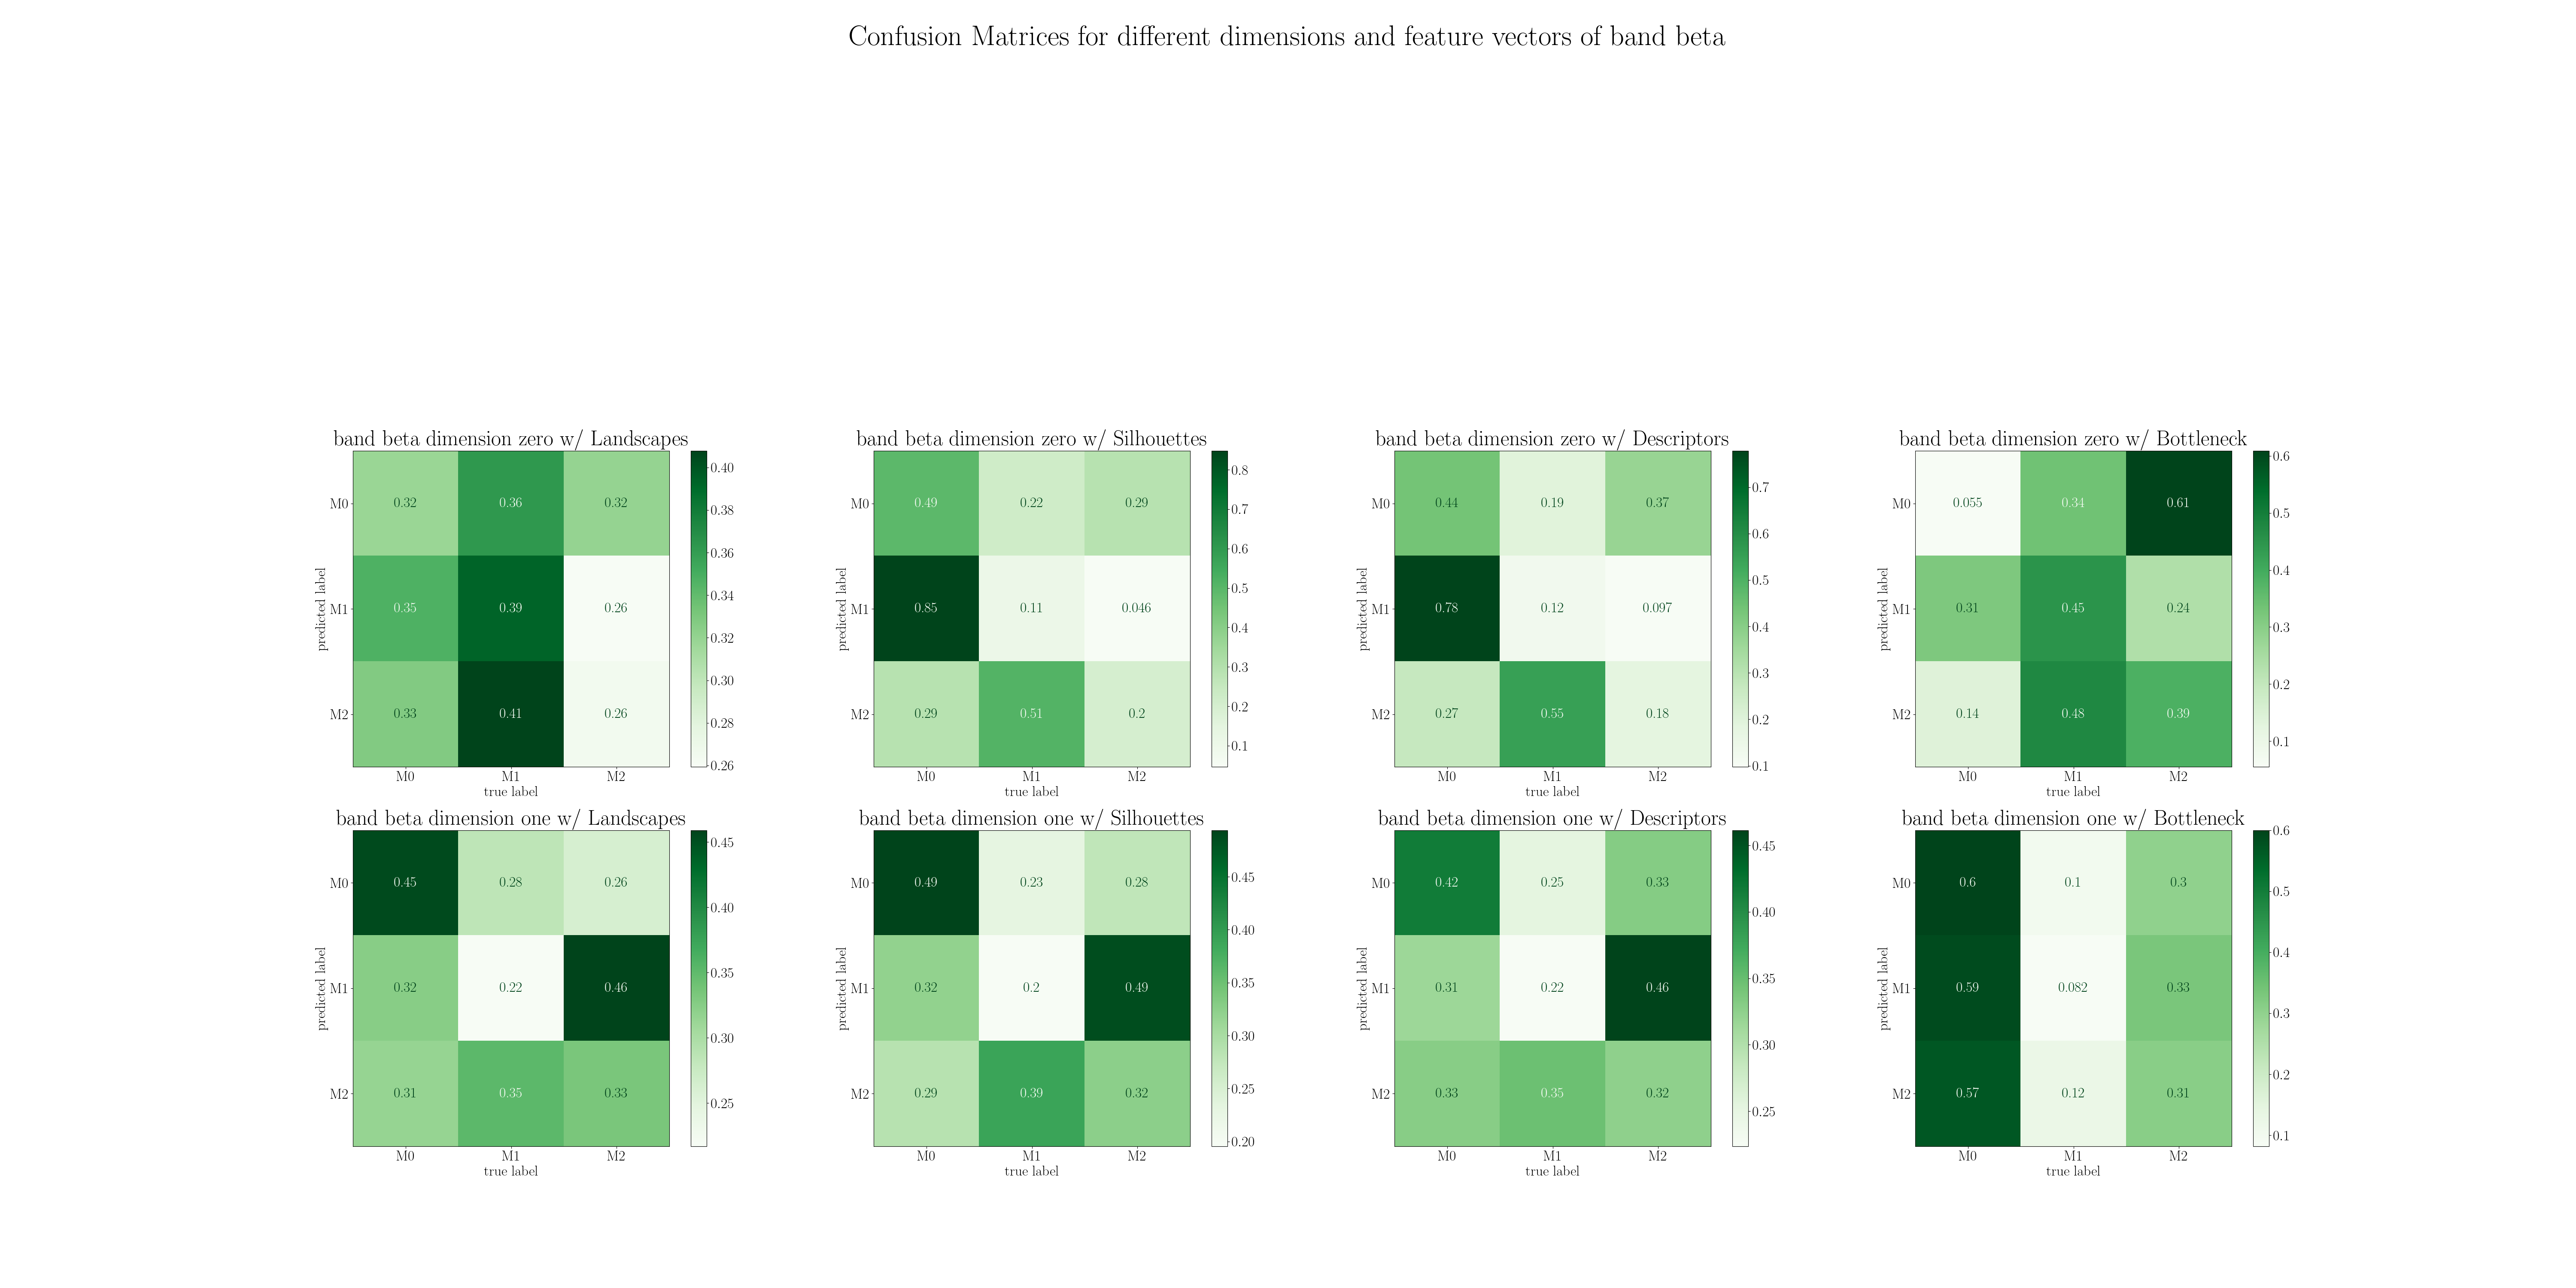 Confusion Matrices for different dimensions and feature vectors of band beta
band beta dimension zero w/ Landscapes
predicted label
M0 0.32 0.36 0.32
M1 0.35 0.39 0.26
M2 0.33 0.41 0.26
M0 M1 M2
true label
0.40
0.38
0.36
0.34
0.32
0.30
0.28
0.26
band beta dimension zero w/ Silhouettes
predicted label
M0 0.49 0.22 0.29
M1 0.85 0.11 0.046
M2 0.29 0.51 0.2
M0 M1 M2
true label
0.8
0.7
0.6
0.5
0.4
0.3
0.2
0.1
band beta dimension zero w/ Descriptors
predicted label
M0 0.44 0.19 0.37
M1 0.78 0.12 0.097
M2 0.27 0.55 0.18
M0 M1 M2
true label
0.7
0.6
0.5
0.4
0.3
0.2
0.1
band beta dimension zero w/ Bottleneck
predicted label
M0 0.055 0.34 0.61
M1 0.31 0.45 0.24
M2 0.14 0.48 0.39
M0 M1 M2
true label
0.6
0.5
0.4
0.3
0.2
0.1
band beta dimension one w/ Landscapes
predicted label
M0 0.45 0.28 0.26
M1 0.32 0.22 0.46
M2 0.31 0.35 0.33
M0 M1 M2
true label
0.45
0.40
0.35
0.30
0.25
band beta dimension one w/ Silhouettes
predicted label
M0 0.49 0.23 0.28
M1 0.32 0.2 0.49
M2 0.29 0.39 0.32
M0 M1 M2
true label
0.45
0.40
0.35
0.30
0.25
0.20
band beta dimension one w/ Descriptors
predicted label
M0 0.42 0.25 0.33
M1 0.31 0.22 0.46
M2 0.33 0.35 0.32
M0 M1 M2
true label
0.45
0.40
0.35
0.30
0.25
band beta dimension one w/ Bottleneck
predicted label
M0 0.6 0.1 0.3
M1 0.59 0.082 0.33
M2 0.57 0.12 0.31
M0 M1 M2
true label
0.6
0.5
0.4
0.3
0.2
0.1